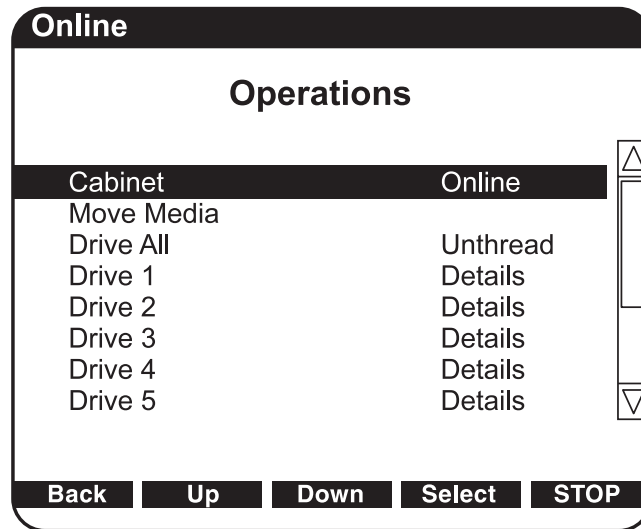 Online
Operations
Cabinet Online
Move Media
Drive All Unthread
Drive 1 Details
Drive 2 Details
Drive 3 Details
Drive 4 Details
Drive 5 Details
Back Up Down Select STOP